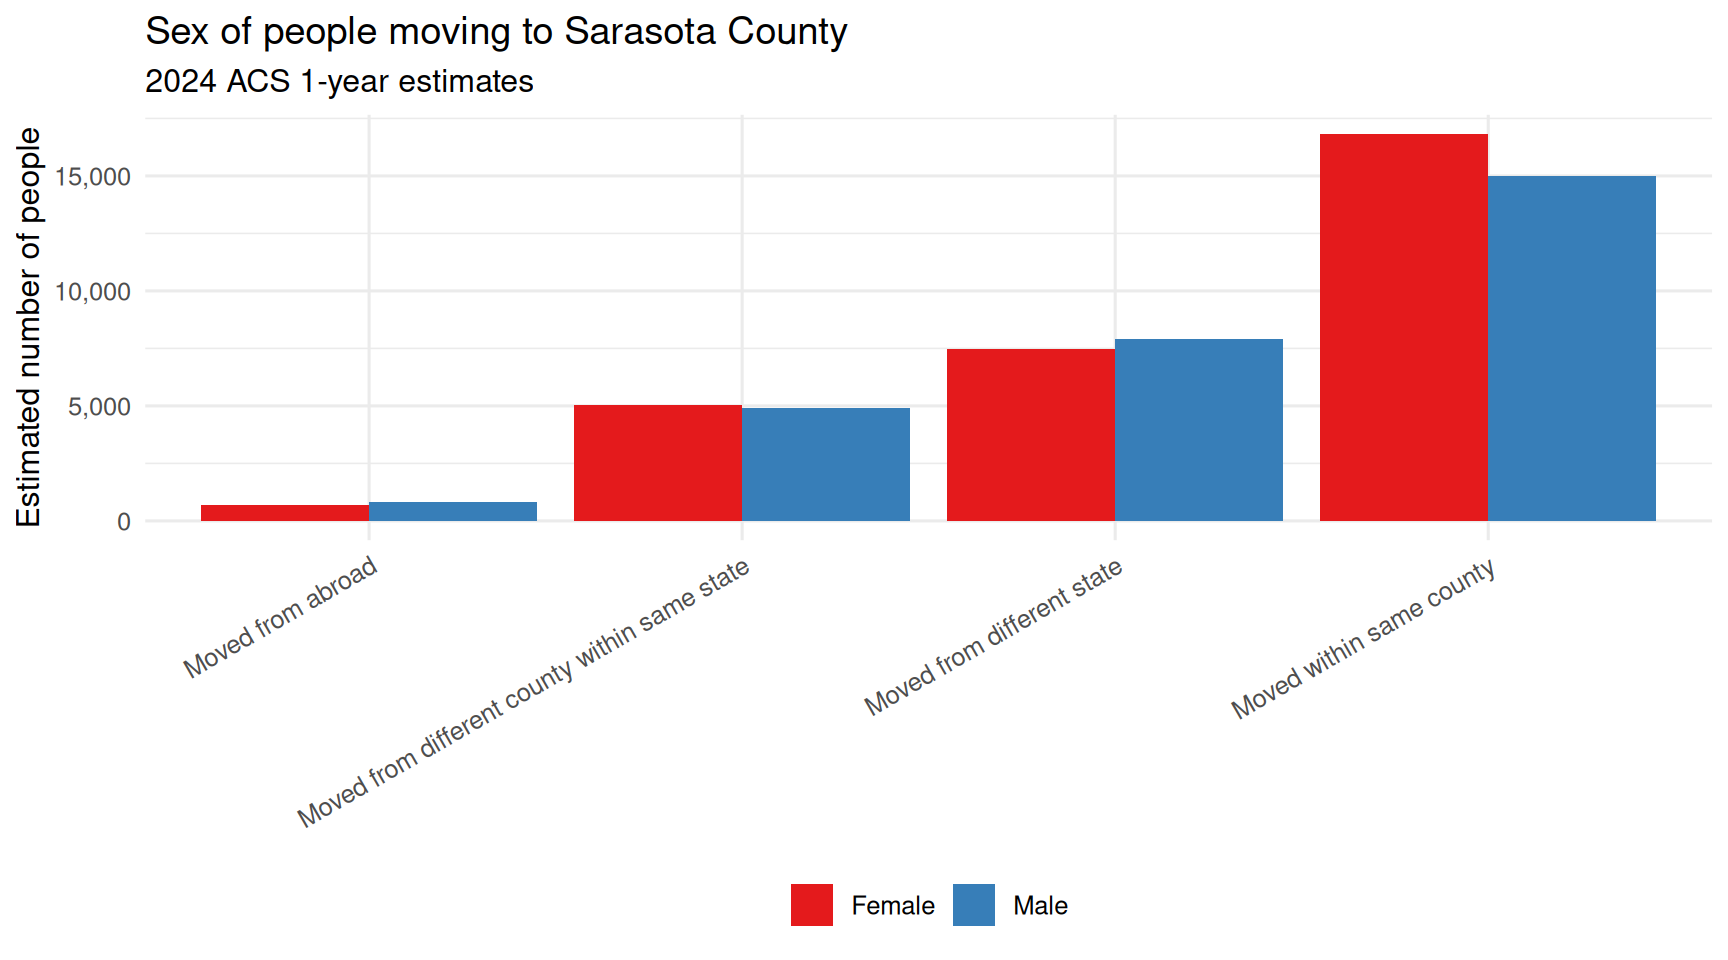 Sex of people moving to Sarasota County
2024 ACS 1-year estimates
Estimated number of people
15,000
10,000
5,000
0
Moved from abroad
Moved from different county within same state
Moved from different state
Moved within same county
Female
Male